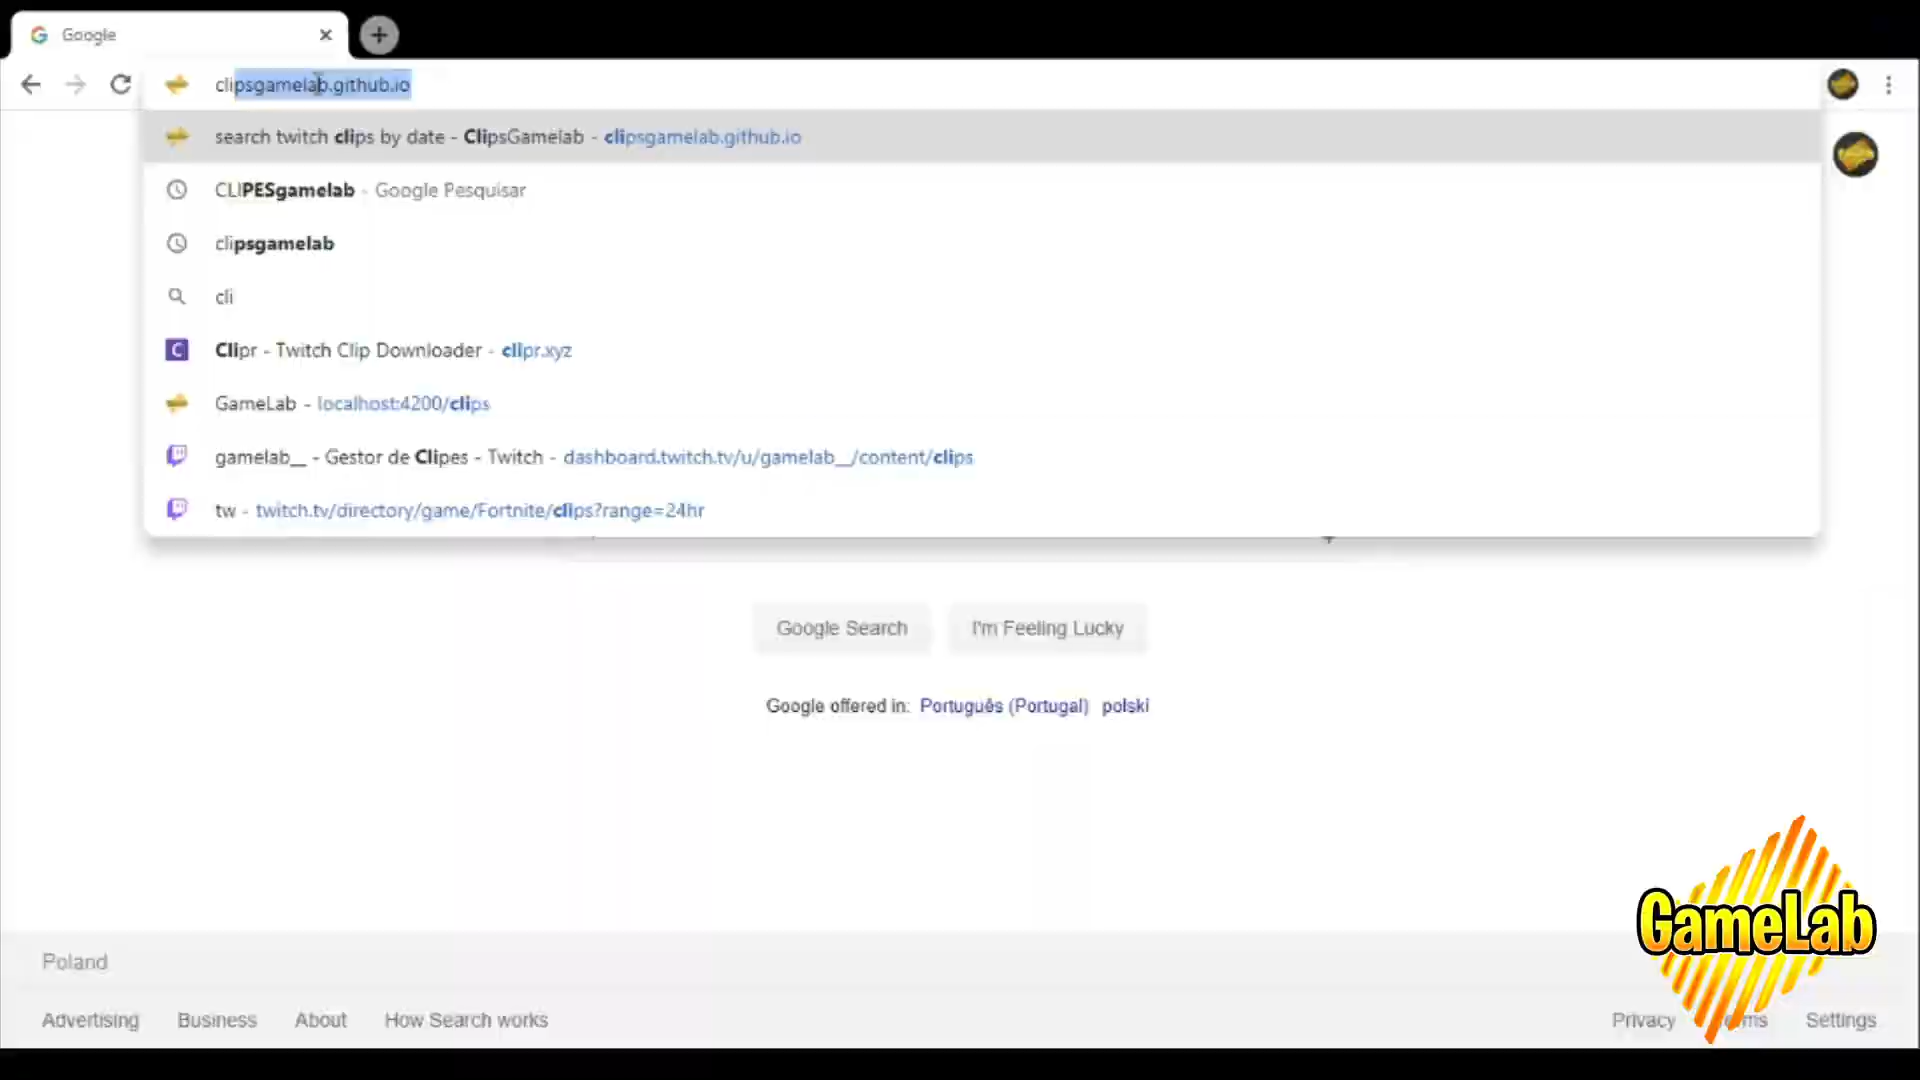 Google
clipsgamelab.github.io
search twitch clips by date - ClipsGamelab - clipsgamelab.github.io
CLIPESgamelab - Google Pesquisar
clipsgamelab
cli
C Clipr - Twitch Clip Downloader - clipr.xyz
GameLab - localhost:4200/clips
gamelab__ - Gestor de Clipes - Twitch - dashboard.twitch.tv/u/gamelab__/content/clips
tw - twitch.tv/directory/game/Fortnite/clips?range=24hr
Google Search I'm Feeling Lucky
Google offered in: Português (Portugal) polski
GameLab
Poland
Advertising Business About How Search works Privacy Terms Settings